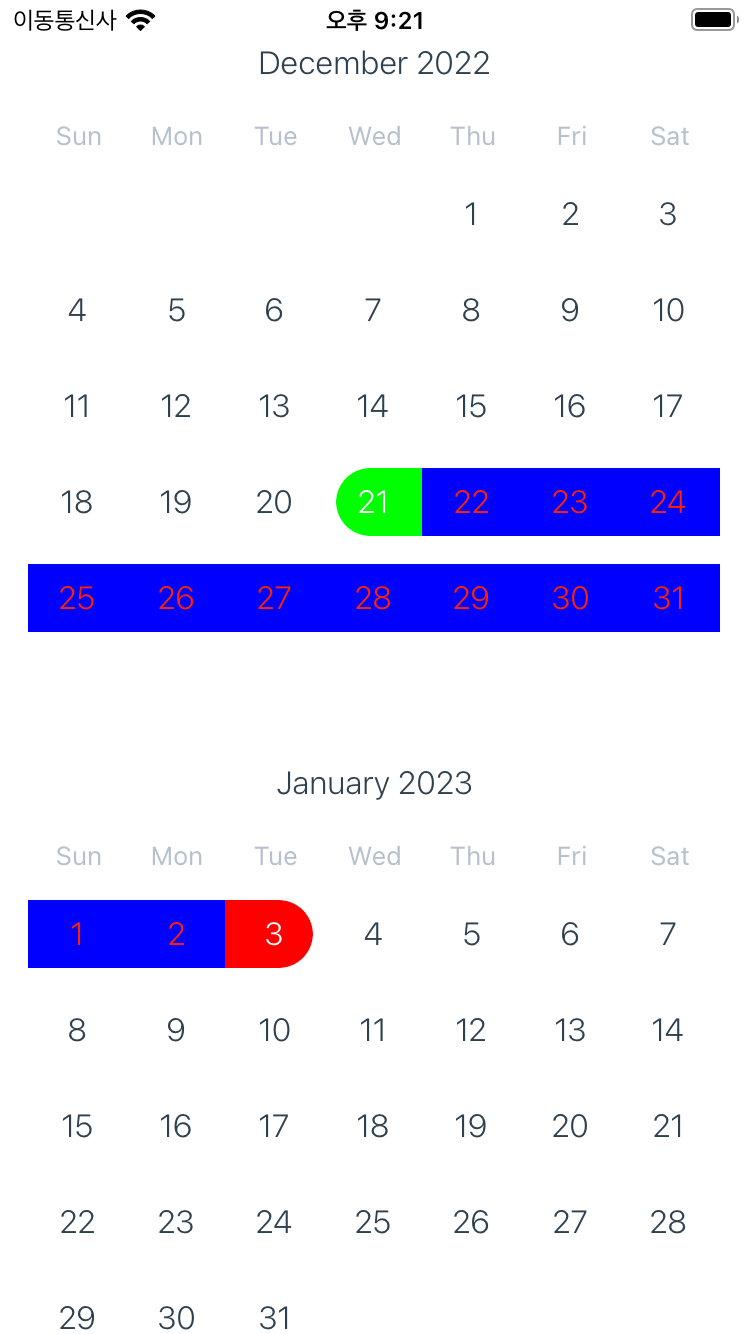 이동통신사 오후 9:21
December 2022
Sun Mon Tue Wed Thu Fri Sat
1 2 3
4 5 6 7 8 9 10
11 12 13 14 15 16 17
18 19 20 21 22 23 24
25 26 27 28 29 30 31
January 2023
Sun Mon Tue Wed Thu Fri Sat
1 2 3 4 5 6 7
8 9 10 11 12 13 14
15 16 17 18 19 20 21
22 23 24 25 26 27 28
29 30 31